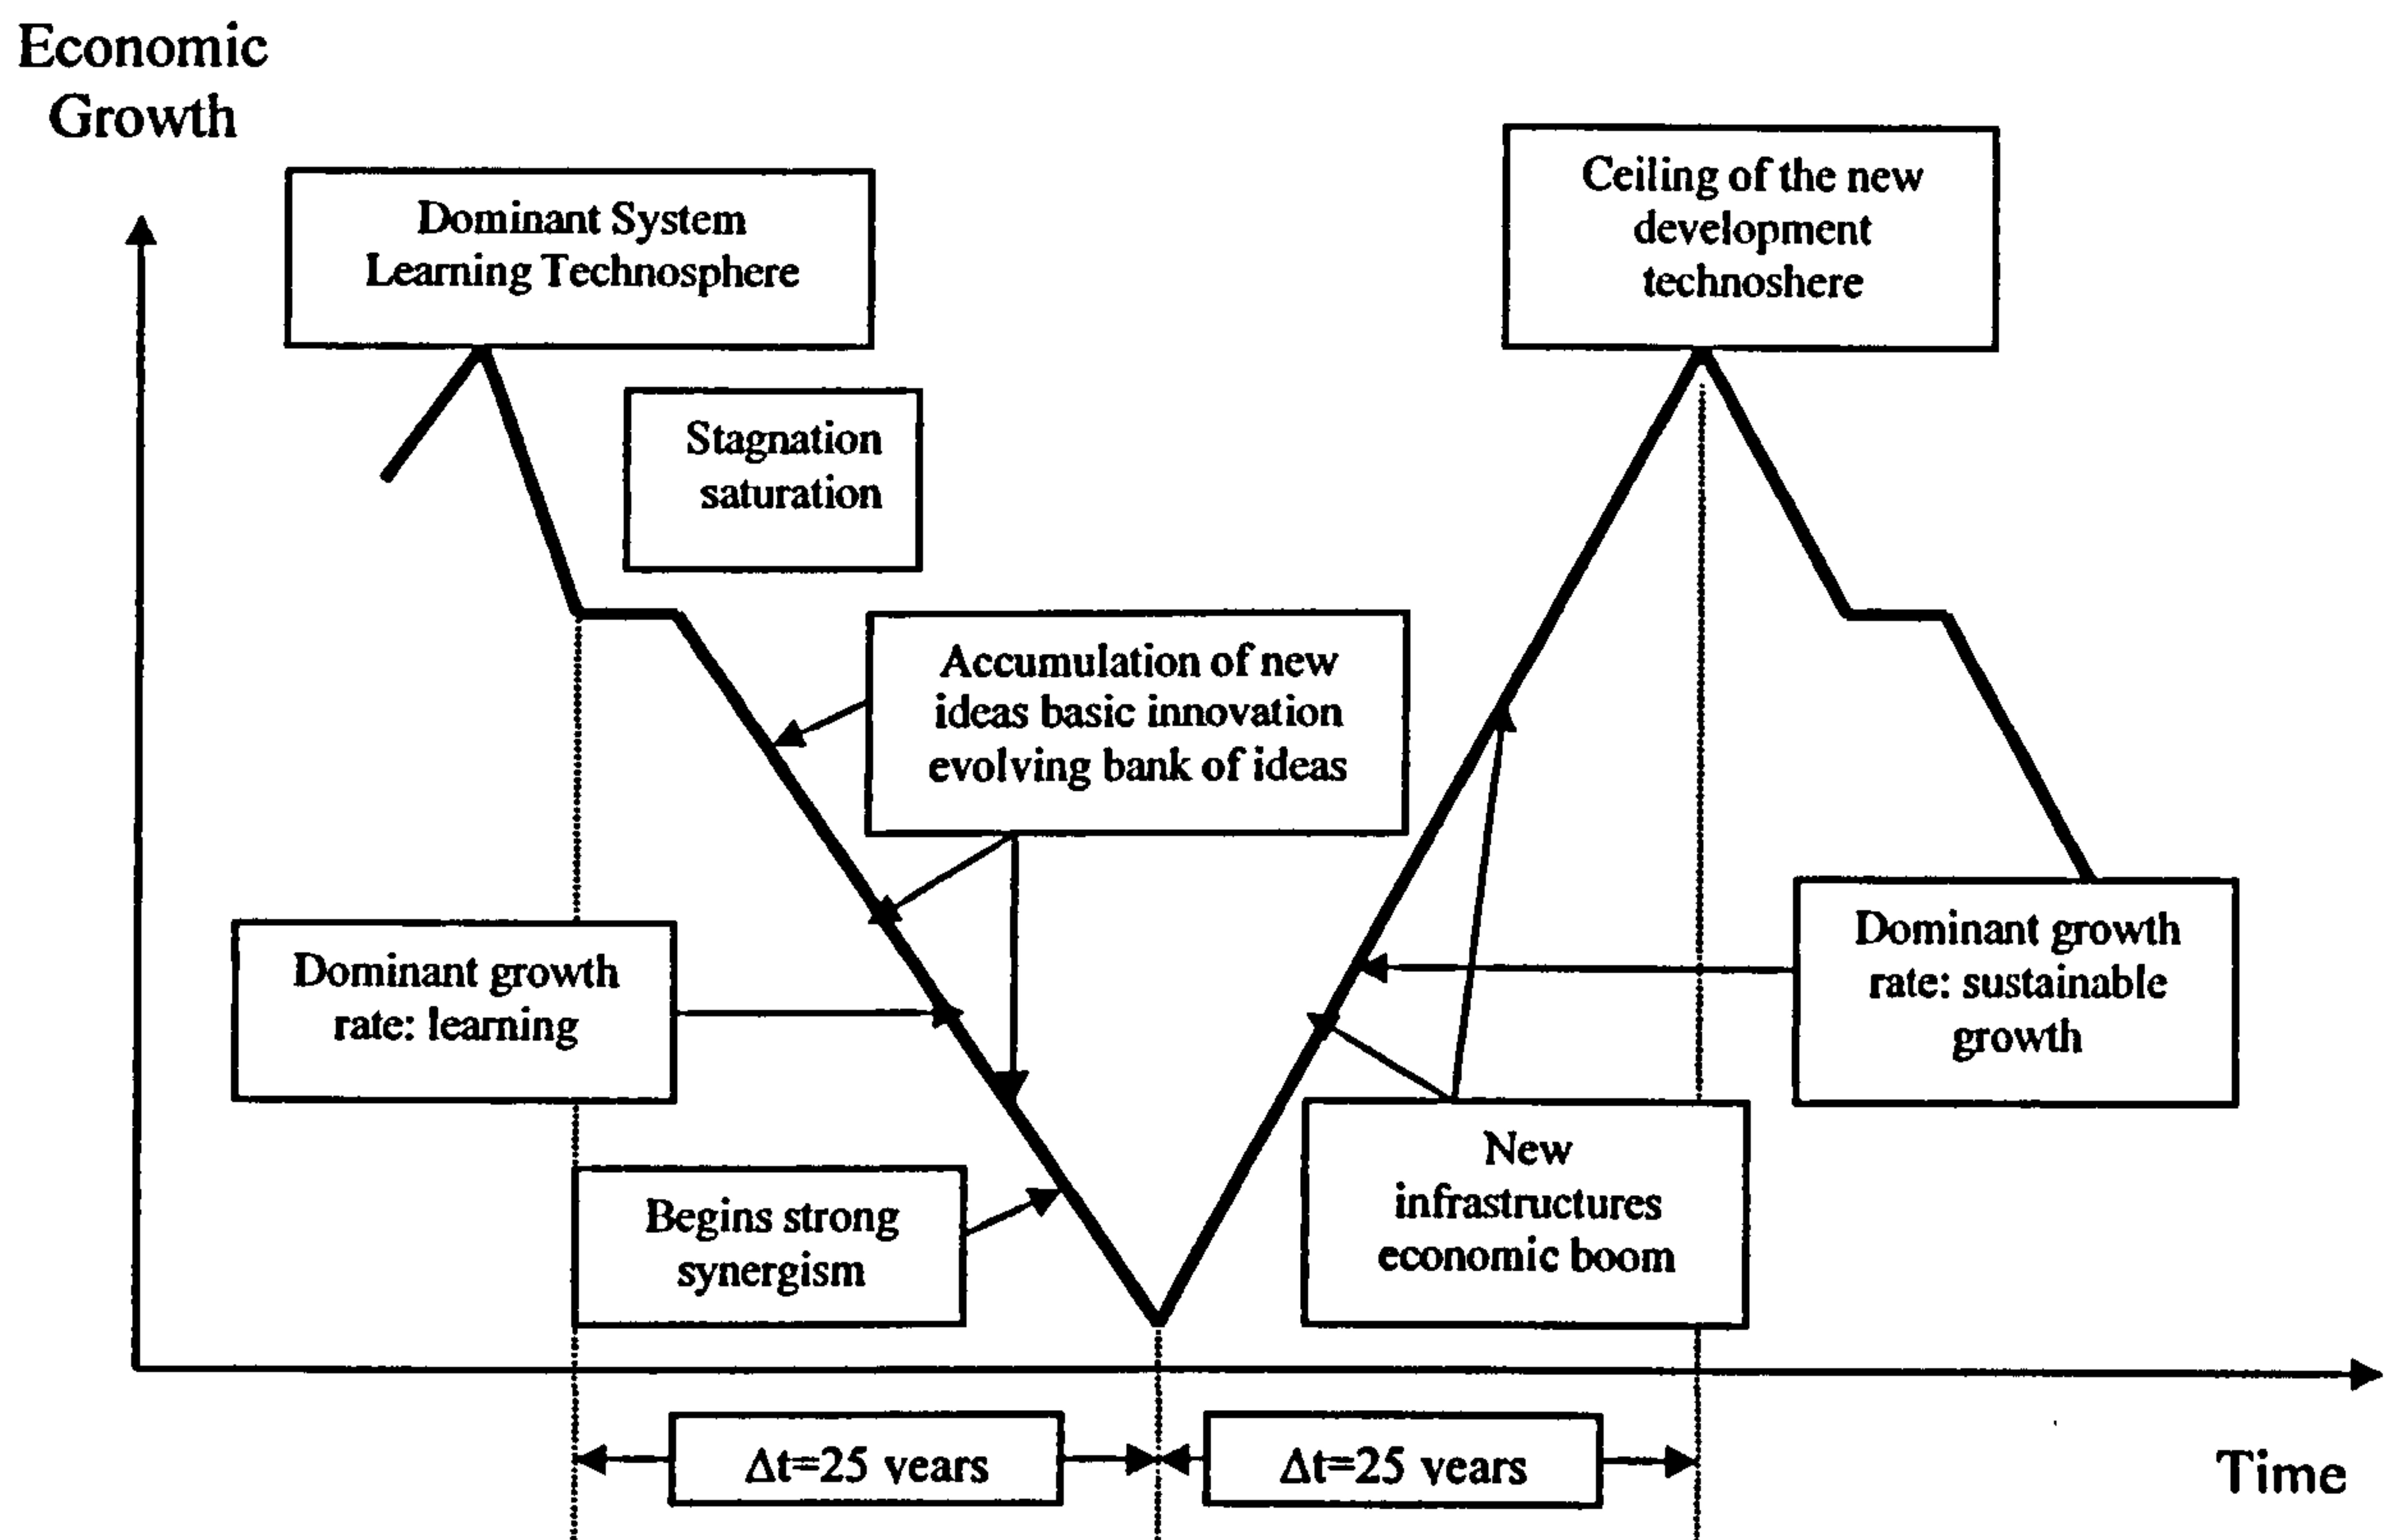 Economic
Growth
Dominant System
Learning Technosphere
Ceiling of the new
development
technoshere
Stagnation
saturation
Accumulation of new
ideas basic innovation
evolving bank of ideas
Dominant growth
rate: learning
Dominant growth
rate: sustainable
growth
Begins strong
synergism
New
infrastructures
economic boom
Δt=25 years
Δt=25 years
Time